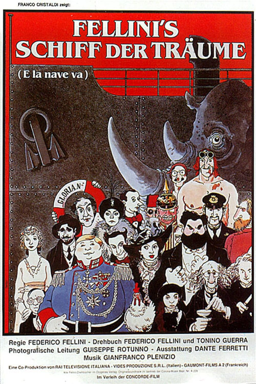 FRANCO CRISTALDI zeigt:
FELLINI'S
SCHIFF DER TRÄUME
(E la nave va)
GLORIA N.
Regie FEDERICO FELLINI - Drehbuch FEDERICO FELLINI und TONINO GUERRA
Photografische Leitung GUISEPPE ROTUNNO - Ausstattung DANTE FERRETTI
Musik GIANFRANCO PLENIZIO
Eine Co-Produktion von RAI TELEVISIONE ITALIANA - VIDES PRODUZIONE S.R.L. (Italien) - GAUMONT-FILMS A 2 (Frankreich)
Im Verleih der CONCORDE-FILM